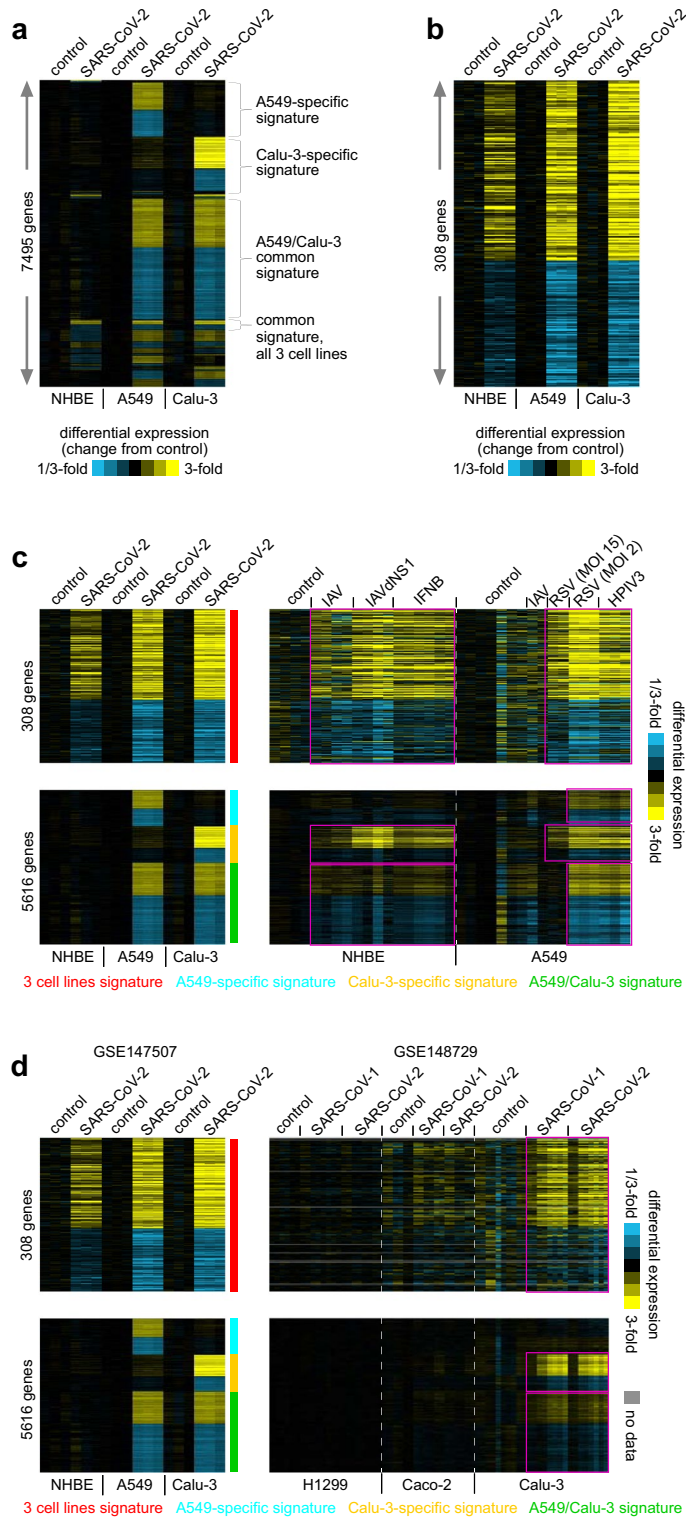 a
control
SARS-CoV-2
control
SARS-CoV-2
control
SARS-CoV-2
7495 genes
A549-specific
signature
Calu-3-specific
signature
A549/Calu-3
common
signature
common
signature,
all 3 cell lines
NHBE | A549 | Calu-3
differential expression
(change from control)
1/3-fold 3-fold
b
control
SARS-CoV-2
control
SARS-CoV-2
control
SARS-CoV-2
308 genes
NHBE | A549 | Calu-3
differential expression
(change from control)
1/3-fold 3-fold
c
control
SARS-CoV-2
control
SARS-CoV-2
control
SARS-CoV-2
control
IAV
IAVdNS1
IFNB
control
IAV
RSV (MOI 15)
RSV (MOI 2)
HPIV3
308 genes
5616 genes
differential expression
1/3-fold 3-fold
NHBE | A549 | Calu-3
NHBE | A549
3 cell lines signature A549-specific signature Calu-3-specific signature A549/Calu-3 signature
d
GSE147507
GSE148729
control
SARS-CoV-2
control
SARS-CoV-2
control
SARS-CoV-2
control
SARS-CoV-1
SARS-CoV-2
control
SARS-CoV-1
SARS-CoV-2
control
SARS-CoV-1
SARS-CoV-2
308 genes
5616 genes
differential expression
1/3-fold 3-fold
no data
NHBE | A549 | Calu-3
H1299 | Caco-2 | Calu-3
3 cell lines signature A549-specific signature Calu-3-specific signature A549/Calu-3 signature